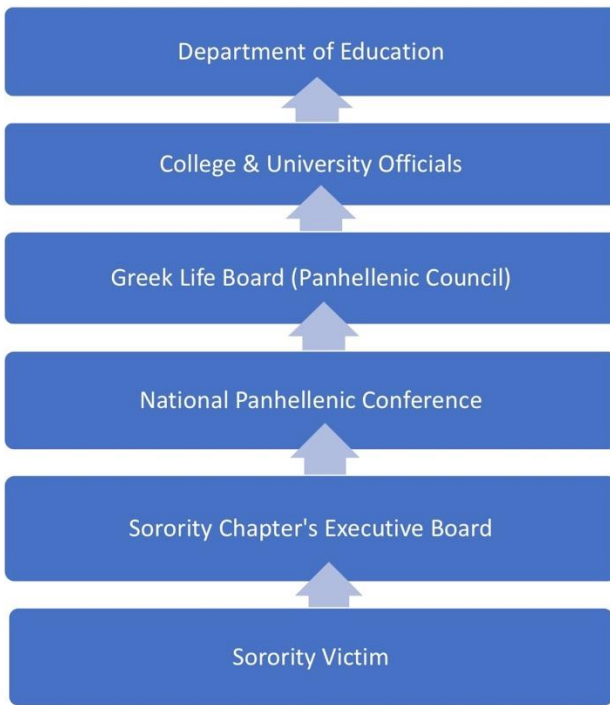 Department of Education
College & University Officials
Greek Life Board (Panhellenic Council)
National Panhellenic Conference
Sorority Chapter's Executive Board
Sorority Victim